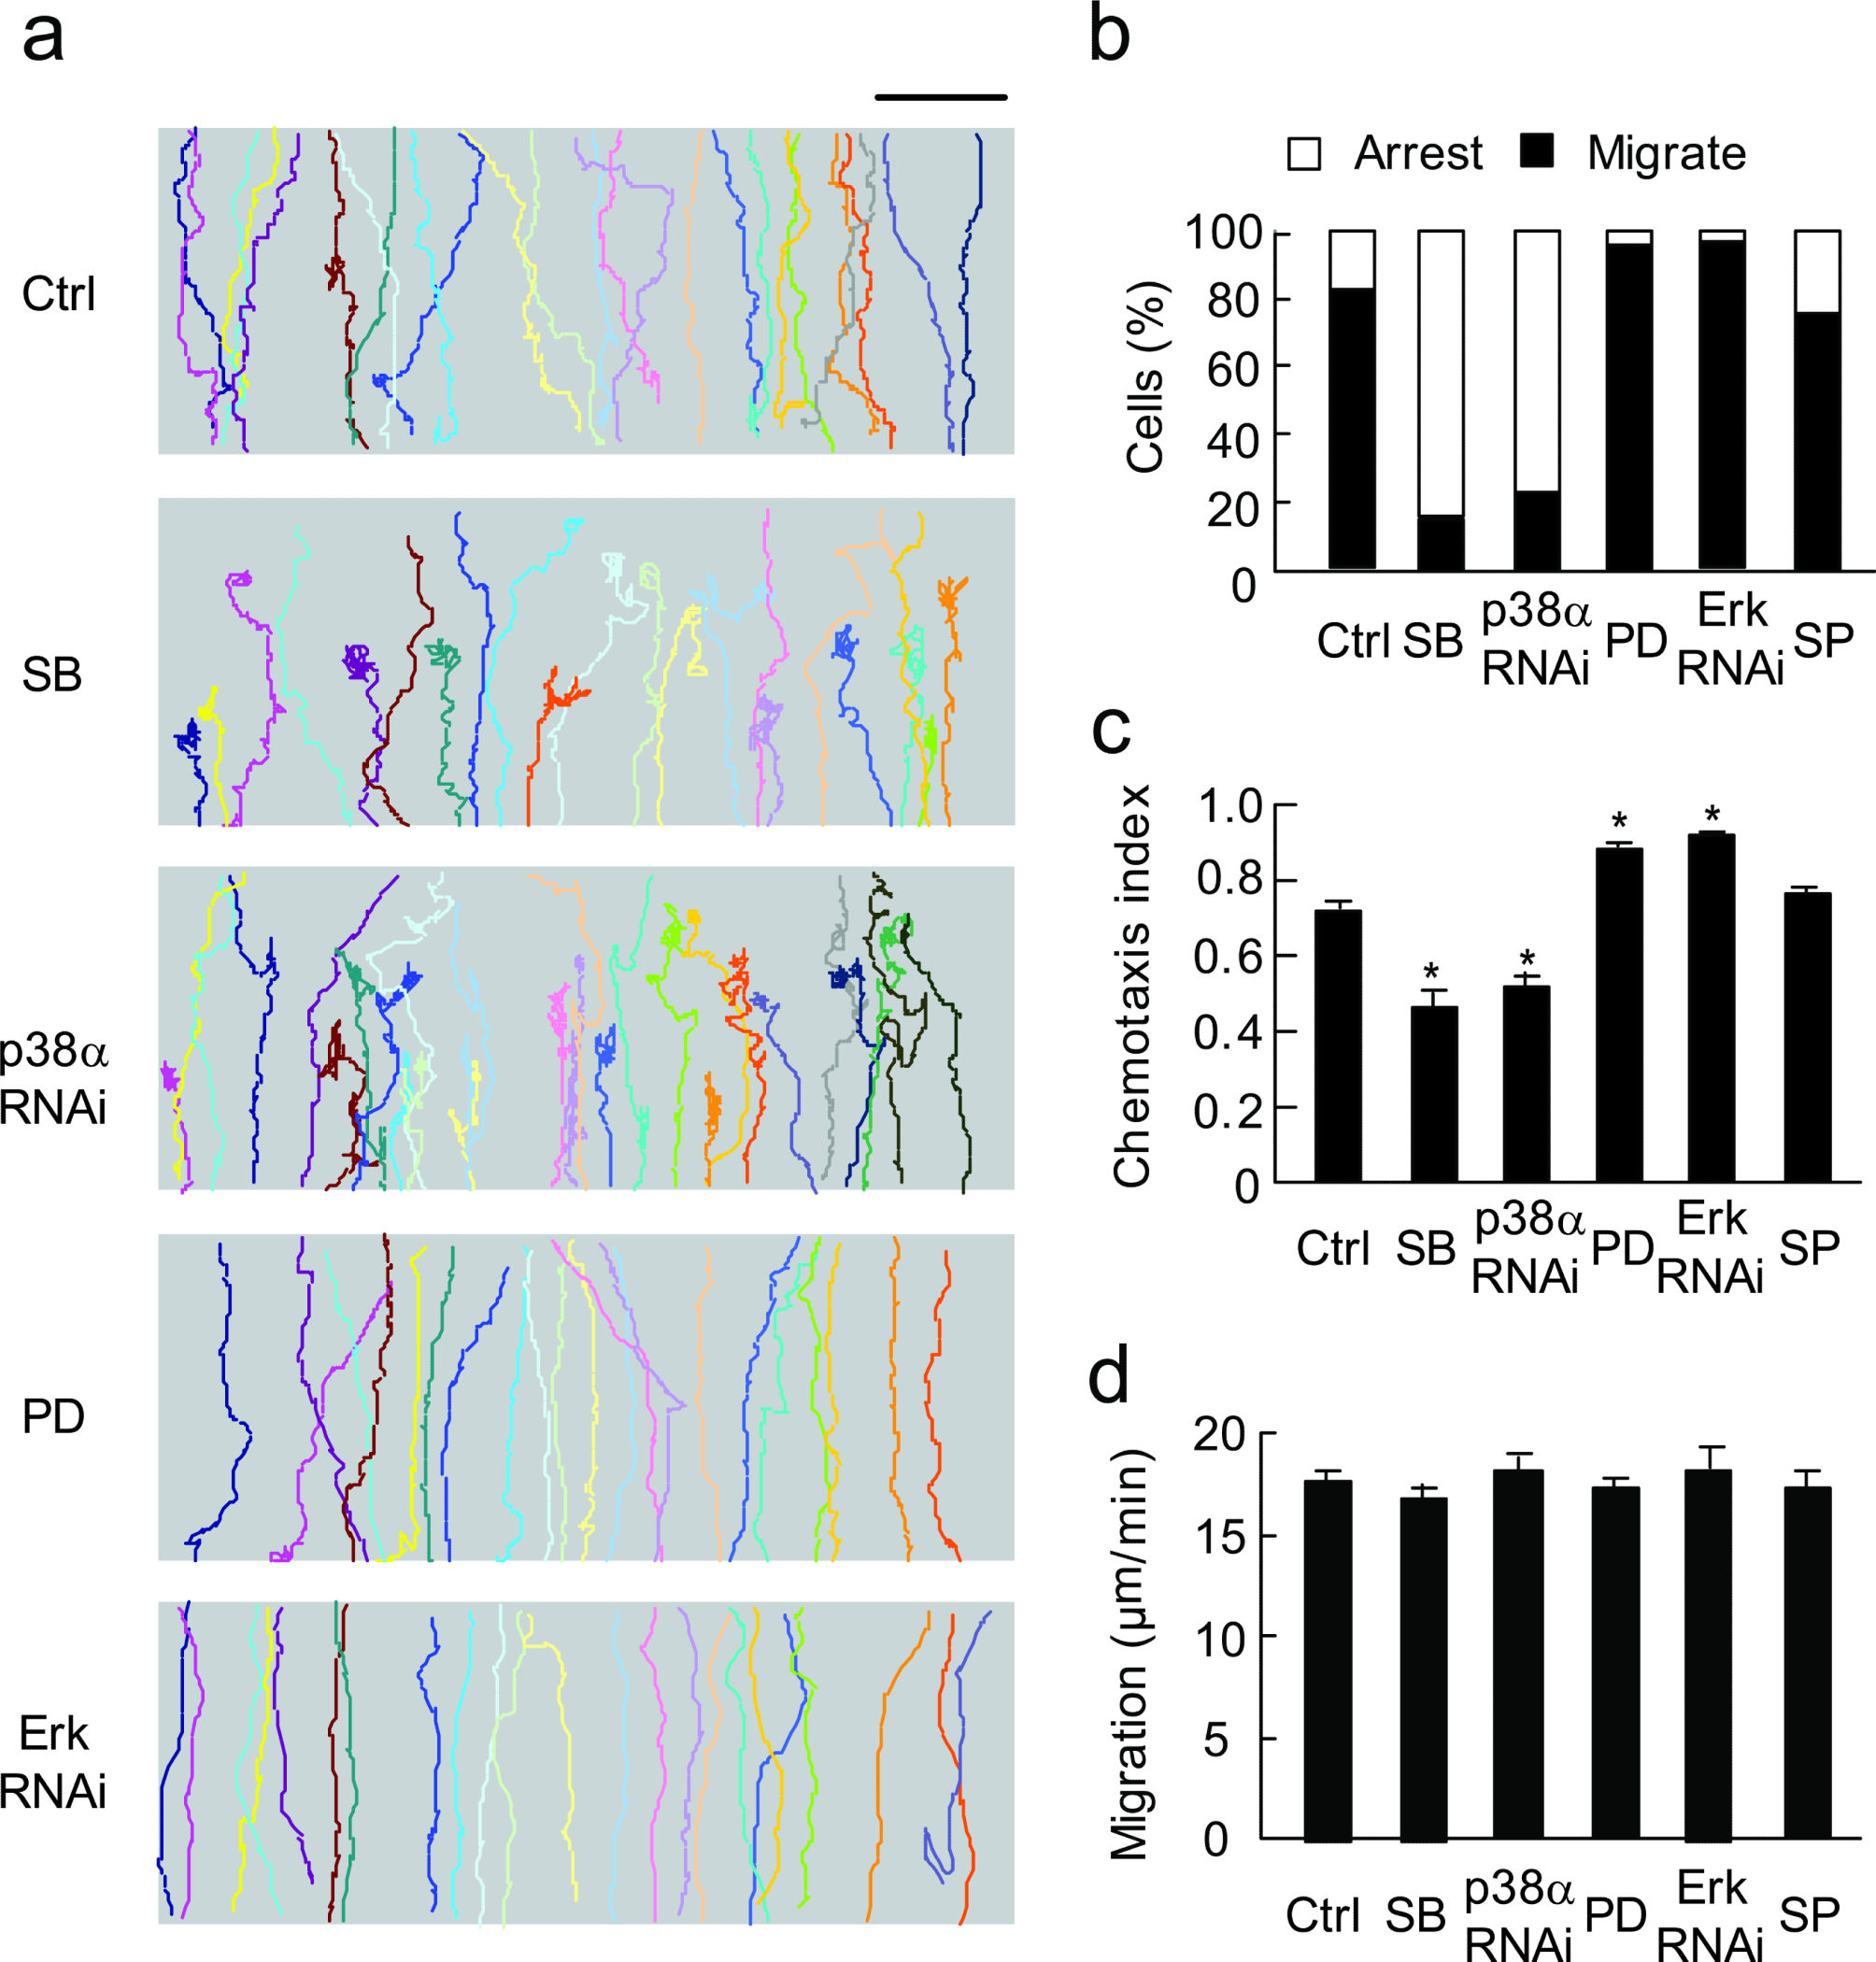 a
Ctrl
SB
p38α
RNAi
PD
Erk
RNAi
b
Arrest Migrate
Cells (%)
100
80
60
40
20
0
Ctrl SB p38α RNAi PD Erk RNAi SP
c
Chemotaxis index
1.0
0.8
0.6
0.4
0.2
0
* * * *
Ctrl SB p38α RNAi PD Erk RNAi SP
d
Migration (µm/min)
20
15
10
5
0
Ctrl SB p38α RNAi PD Erk RNAi SP